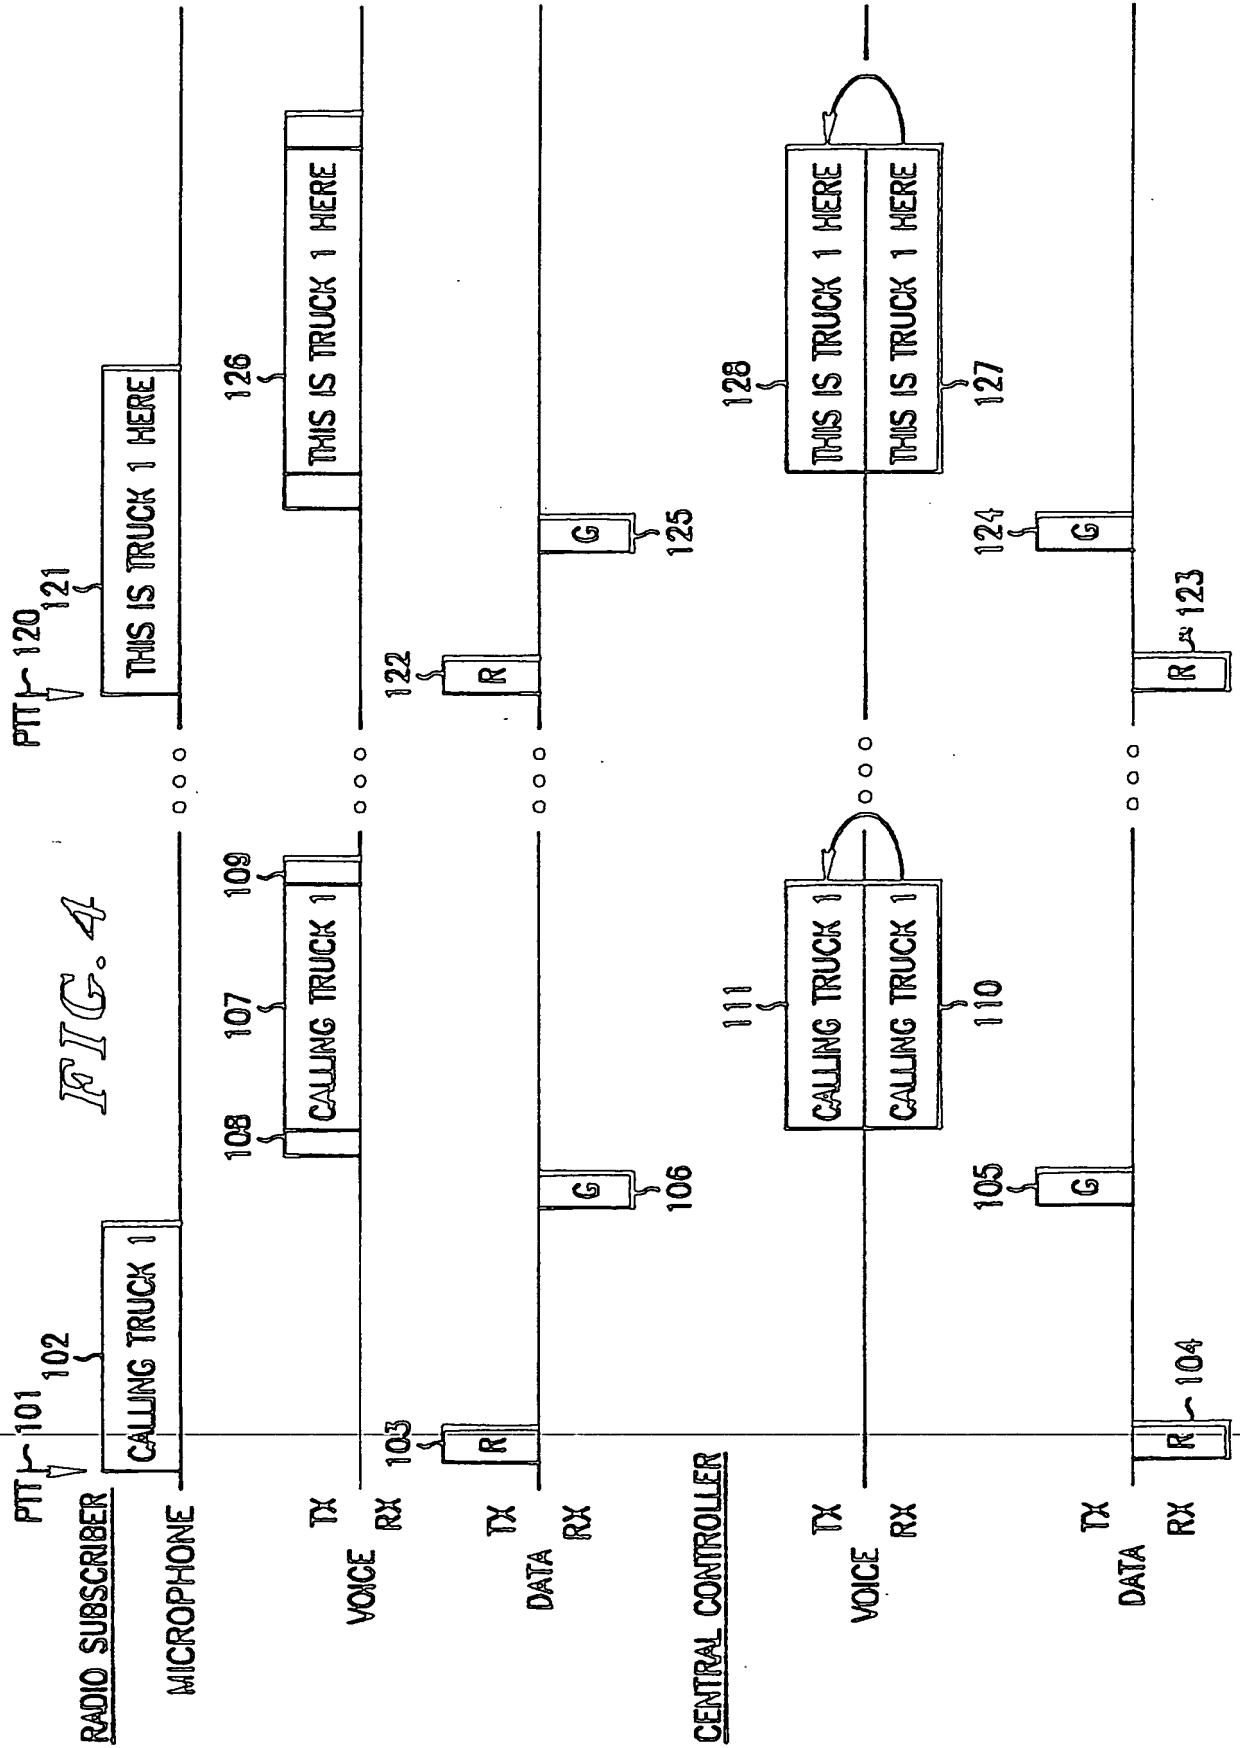 FIG. 4
RADIO SUBSCRIBER
PTT 101
102
PTT 120
121
MICROPHONE
CALLING TRUCK 1
THIS IS TRUCK 1 HERE
108
107
109
126
VOICE
TX
RX
CALLING TRUCK 1
THIS IS TRUCK 1 HERE
103
122
DATA
TX
RX
R
G
R
G
106
125
CENTRAL CONTROLLER
111
128
VOICE
TX
RX
CALLING TRUCK 1
CALLING TRUCK 1
THIS IS TRUCK 1 HERE
THIS IS TRUCK 1 HERE
110
127
105
124
DATA
TX
RX
R
104
G
R
123
G